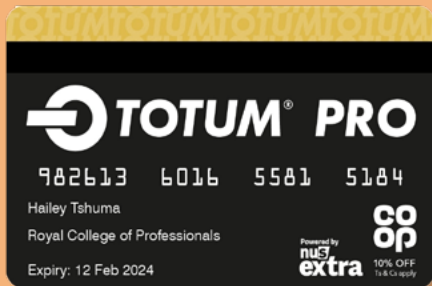 TOTUMTOTUMTOTUMTOTUMTOTUM
TOTUM® PRO
982613 6016 5581 5184
Hailey Tshuma
Royal College of Professionals
Expiry: 12 Feb 2024
Powered by
nus
extra
CO
OP
10% OFF
Ts & Cs apply